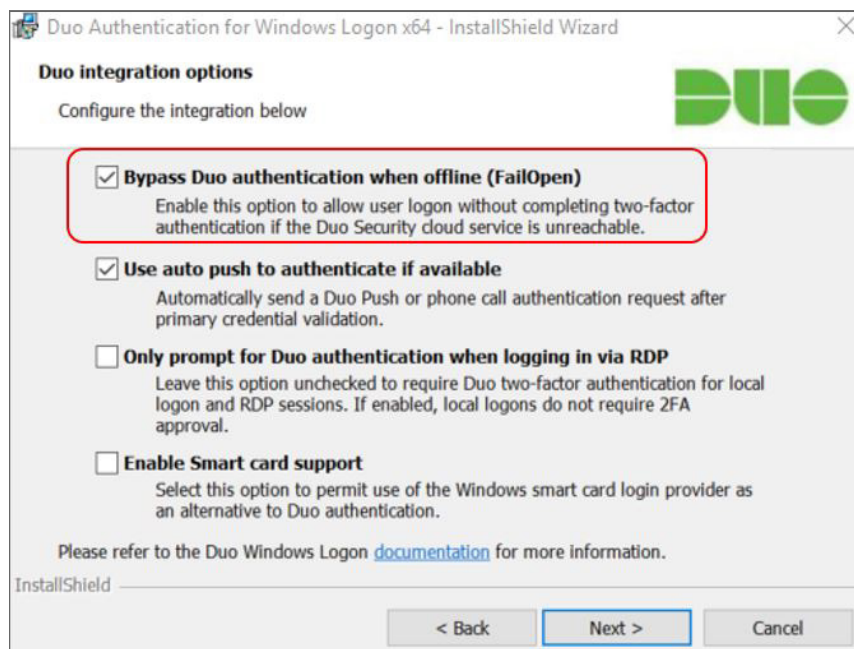 Duo Authentication for Windows Logon x64 - InstallShield Wizard
Duo integration options
Configure the integration below
DUO
Bypass Duo authentication when offline (FailOpen)
Enable this option to allow user logon without completing two-factor
authentication if the Duo Security cloud service is unreachable.
Use auto push to authenticate if available
Automatically send a Duo Push or phone call authentication request after
primary credential validation.
Only prompt for Duo authentication when logging in via RDP
Leave this option unchecked to require Duo two-factor authentication for local
logon and RDP sessions. If enabled, local logons do not require 2FA
approval.
Enable Smart card support
Select this option to permit use of the Windows smart card login provider as
an alternative to Duo authentication.
Please refer to the Duo Windows Logon documentation for more information.
InstallShield
< Back Next > Cancel